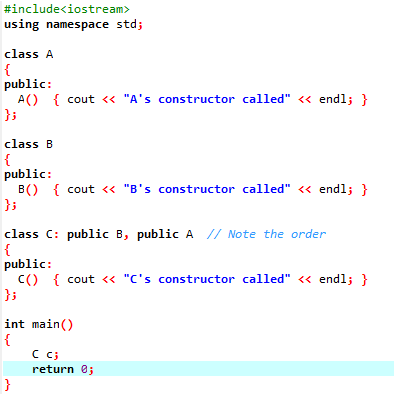 #include<iostream>
using namespace std;
class A
{
public:
  A()  { cout << "A's constructor called" << endl; }
};
class B
{
public:
  B()  { cout << "B's constructor called" << endl; }
};
class C: public B, public A  // Note the order
{
public:
  C()  { cout << "C's constructor called" << endl; }
};
int main()
{
    C c;
    return 0;
}